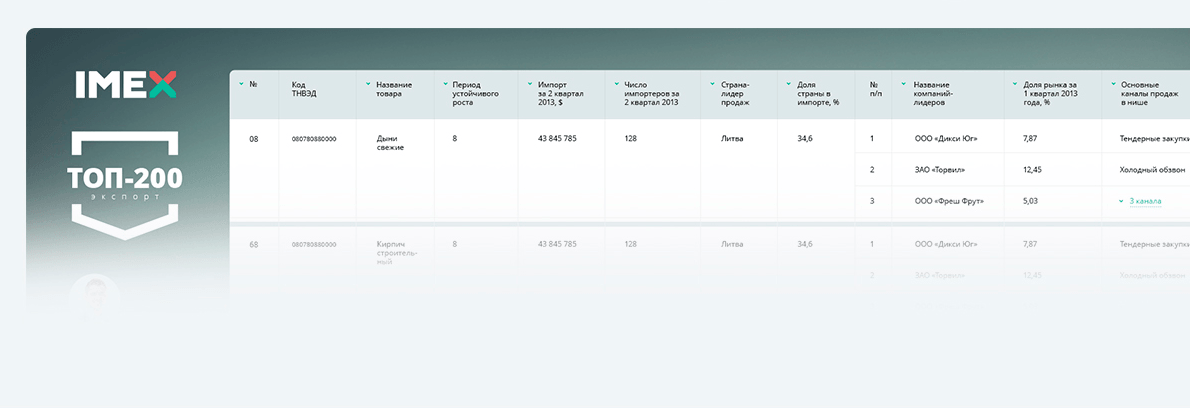 IMEX
ТОП-200
экспорт
№
Код
ТНВЭД
Название
товара
Период
устойчивого
роста
Импорт
за 2 квартал
2013, $
Число
импортеров за
2 квартал 2013
Страна-
лидер
продаж
Доля
страны в
импорте, %
№
п/п
Название
компаний-
лидеров
Доля рынка за
1 квартал 2013
года, %
Основные
каналы продаж
в нише
08
080780880000
Дыни
свежие
8
43 845 785
128
Литва
34,6
1
ООО «Дикси Юг»
7,87
Тендерные закупки
2
ЗАО «Торвил»
12,45
Холодный обзвон
3
ООО «Фреш Фрут»
5,03
3 канала
68
080780880000
Кирпич
строитель-
ный
8
43 845 785
128
Литва
34,6
1
ООО «Дикси Юг»
7,87
Тендерные закупки
2
ЗАО «Торвил»
12,45
Холодный обзвон